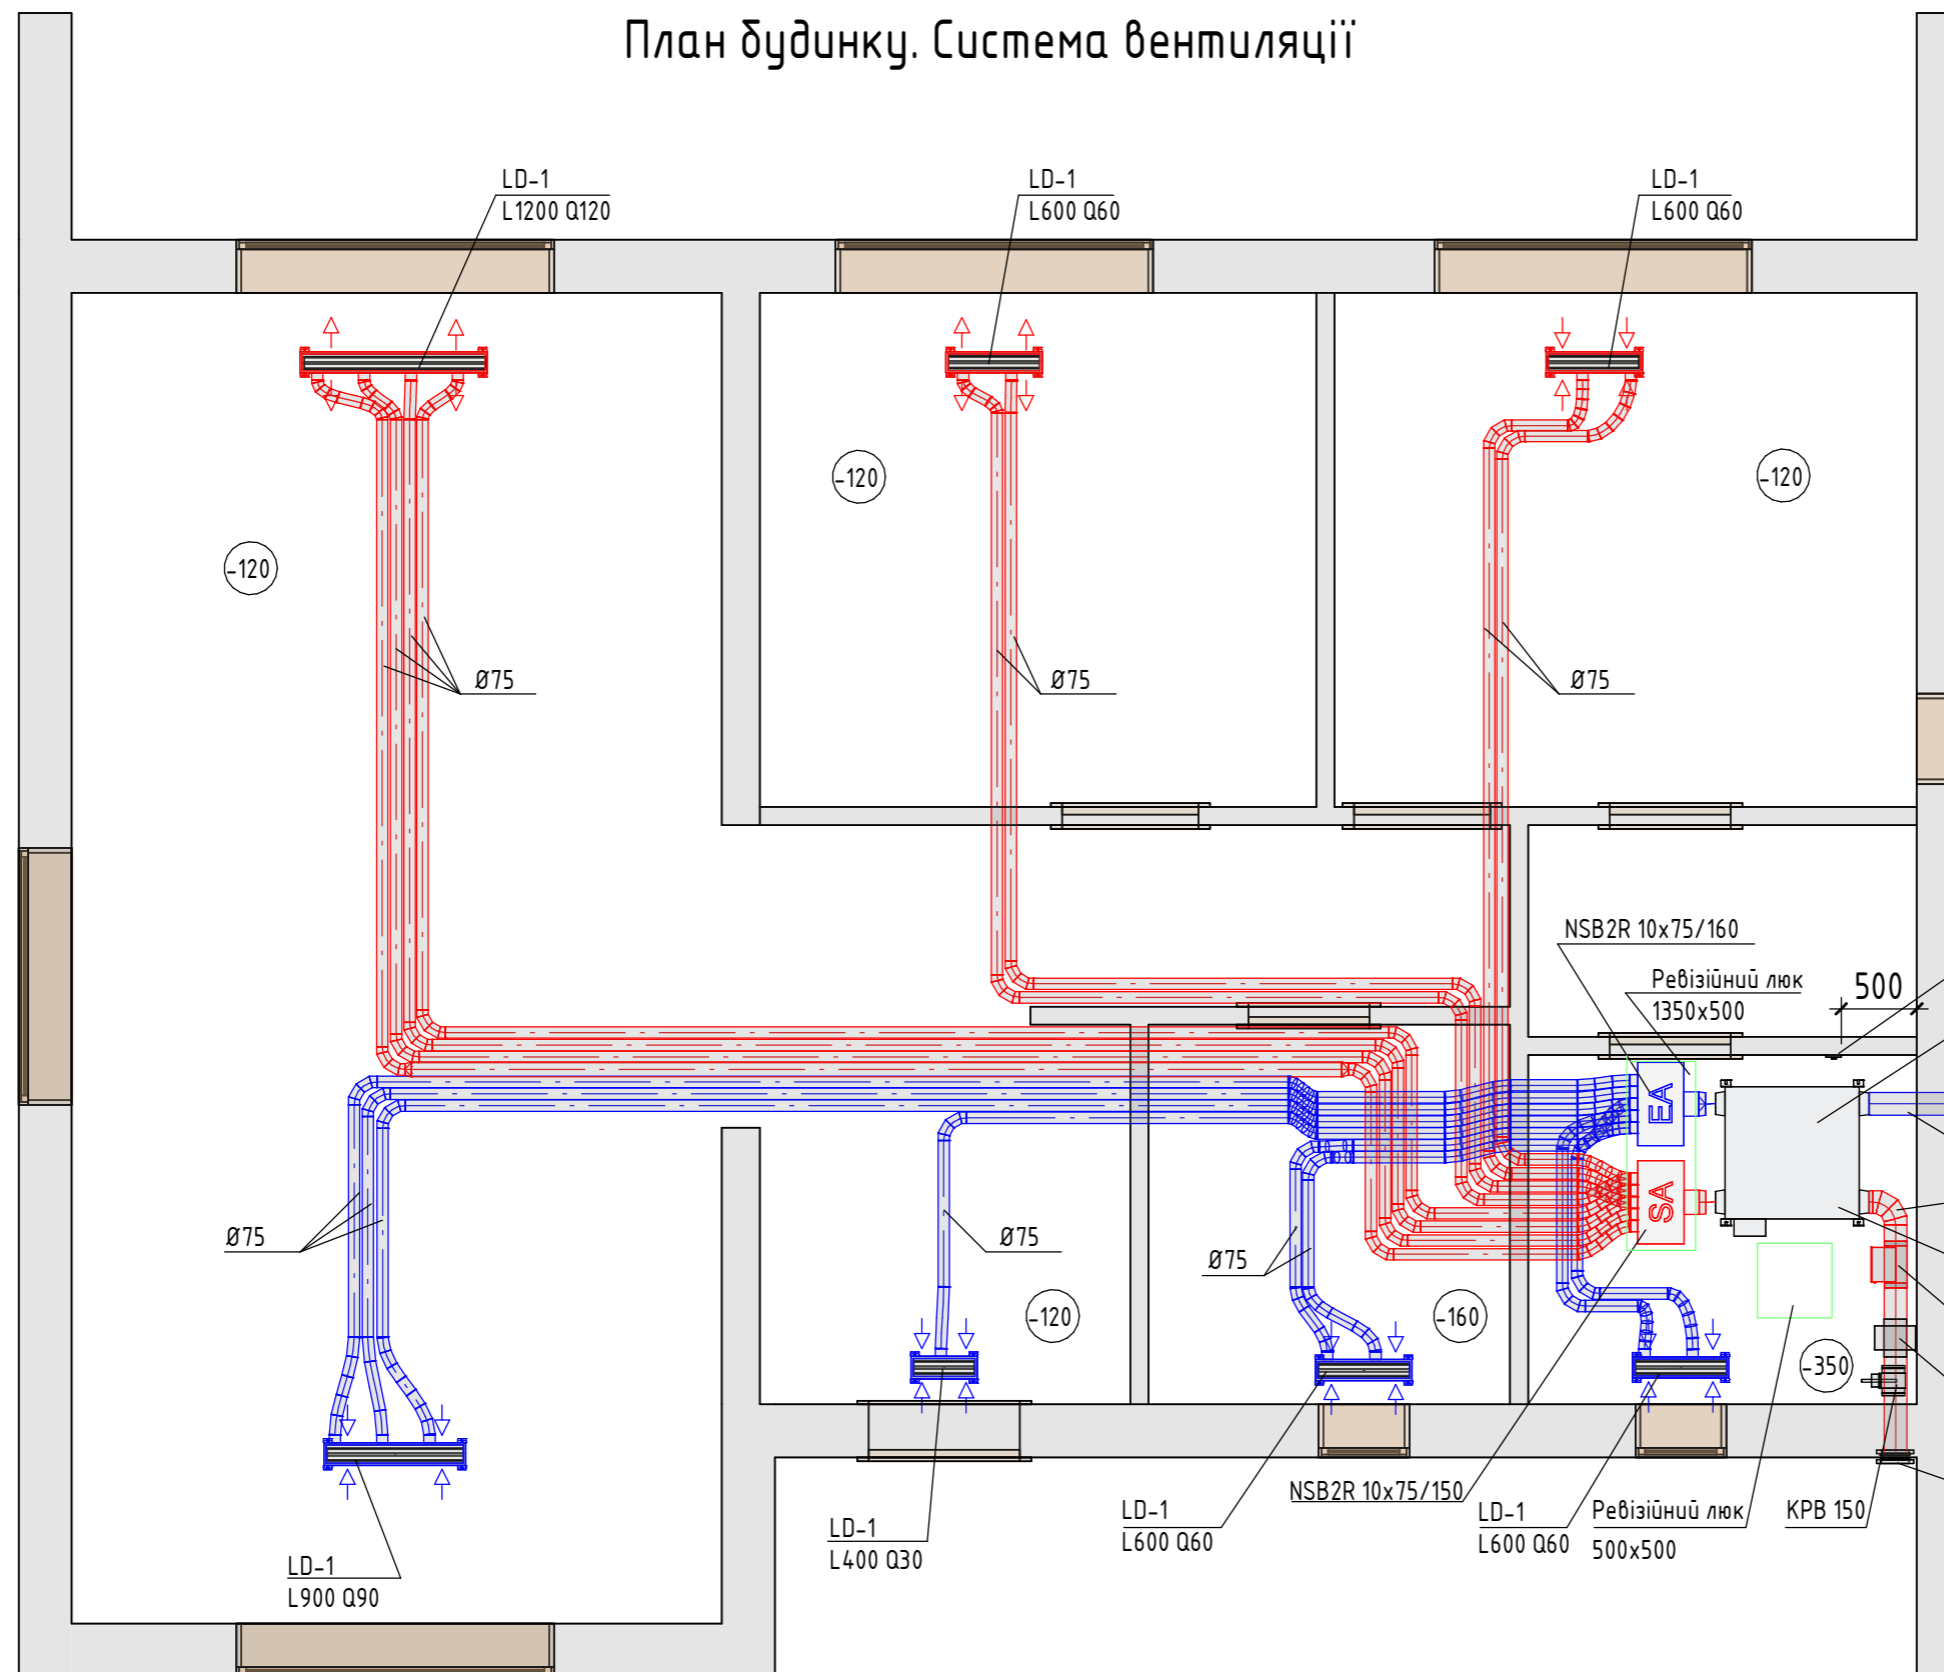 План будинку. Система вентиляції
LD-1
L1200 Q120
LD-1
L600 Q60
LD-1
L600 Q60
-120
-120
-120
Ø75
Ø75
Ø75
NSB2R 10x75/160
Ревізійний люк
1350x500
500
EA
SA
Ø75
Ø75
Ø75
-120
-160
-350
LD-1
L900 Q90
LD-1
L400 Q30
LD-1
L600 Q60
NSB2R 10x75/150
LD-1
L600 Q60
Ревізійний люк
500x500
КРВ 150